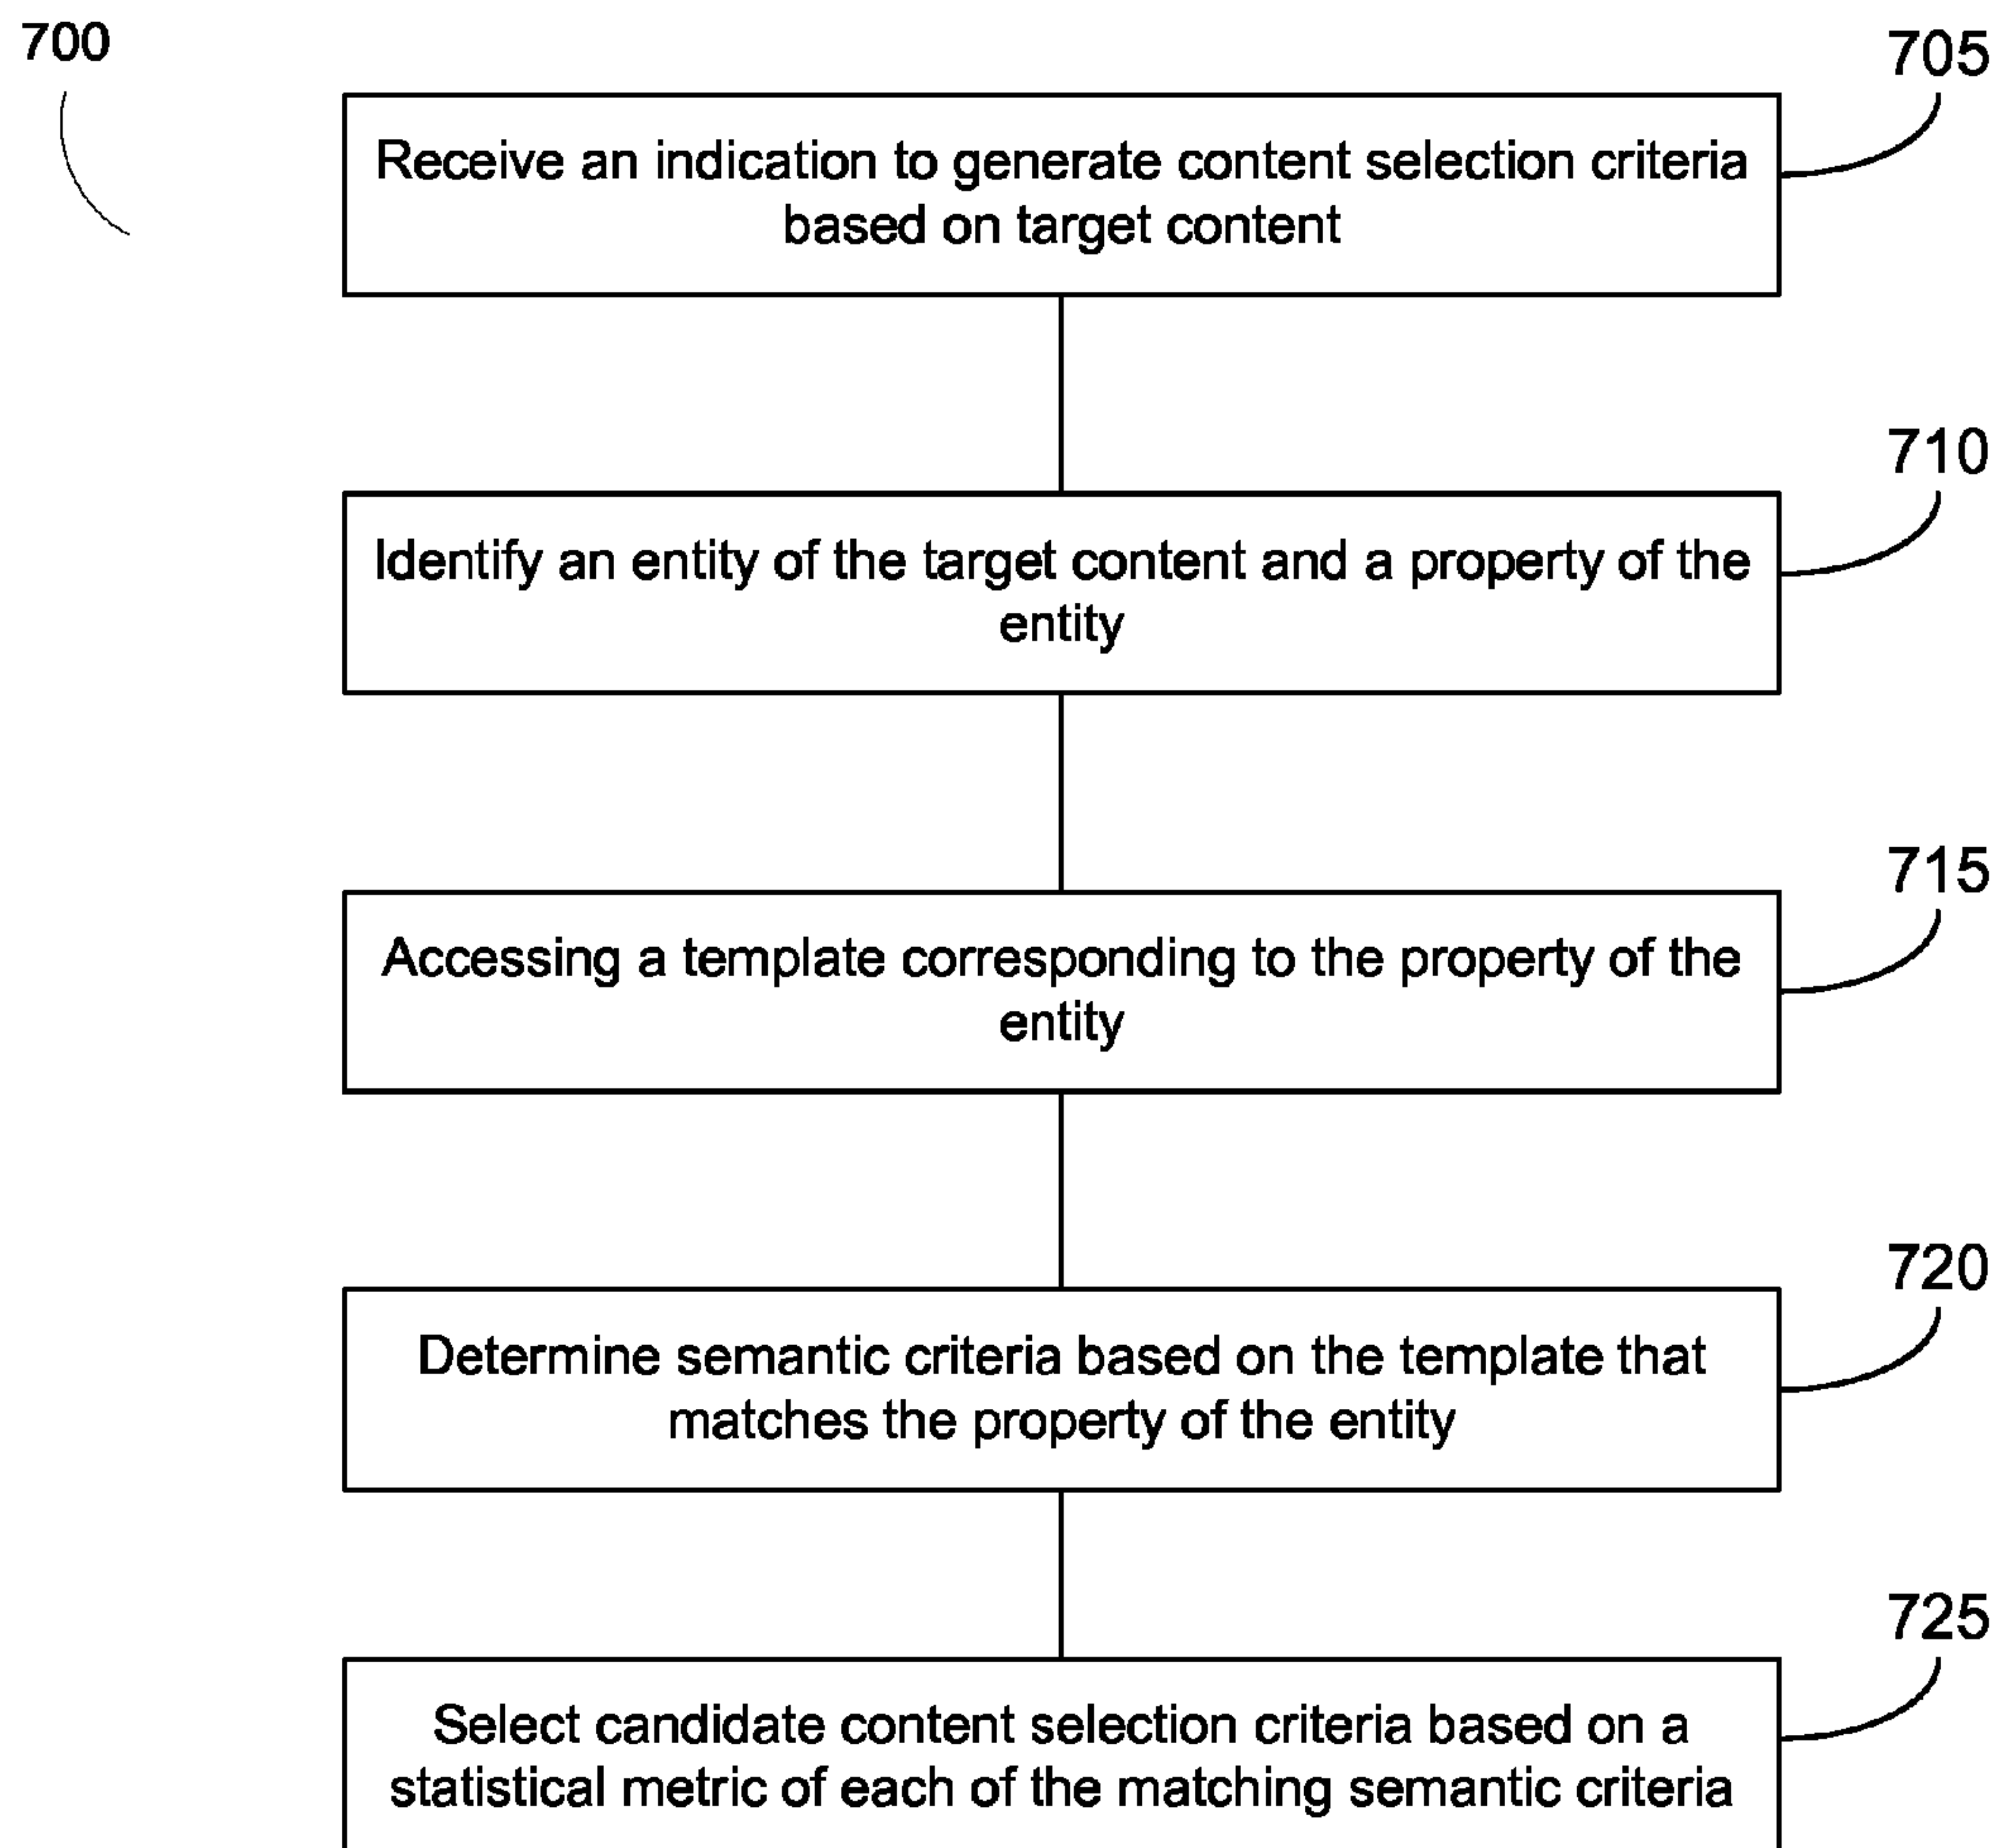 700
705
Receive an indication to generate content selection criteria
based on target content
710
Identify an entity of the target content and a property of the
entity
715
Accessing a template corresponding to the property of the
entity
720
Determine semantic criteria based on the template that
matches the property of the entity
725
Select candidate content selection criteria based on a
statistical metric of each of the matching semantic criteria